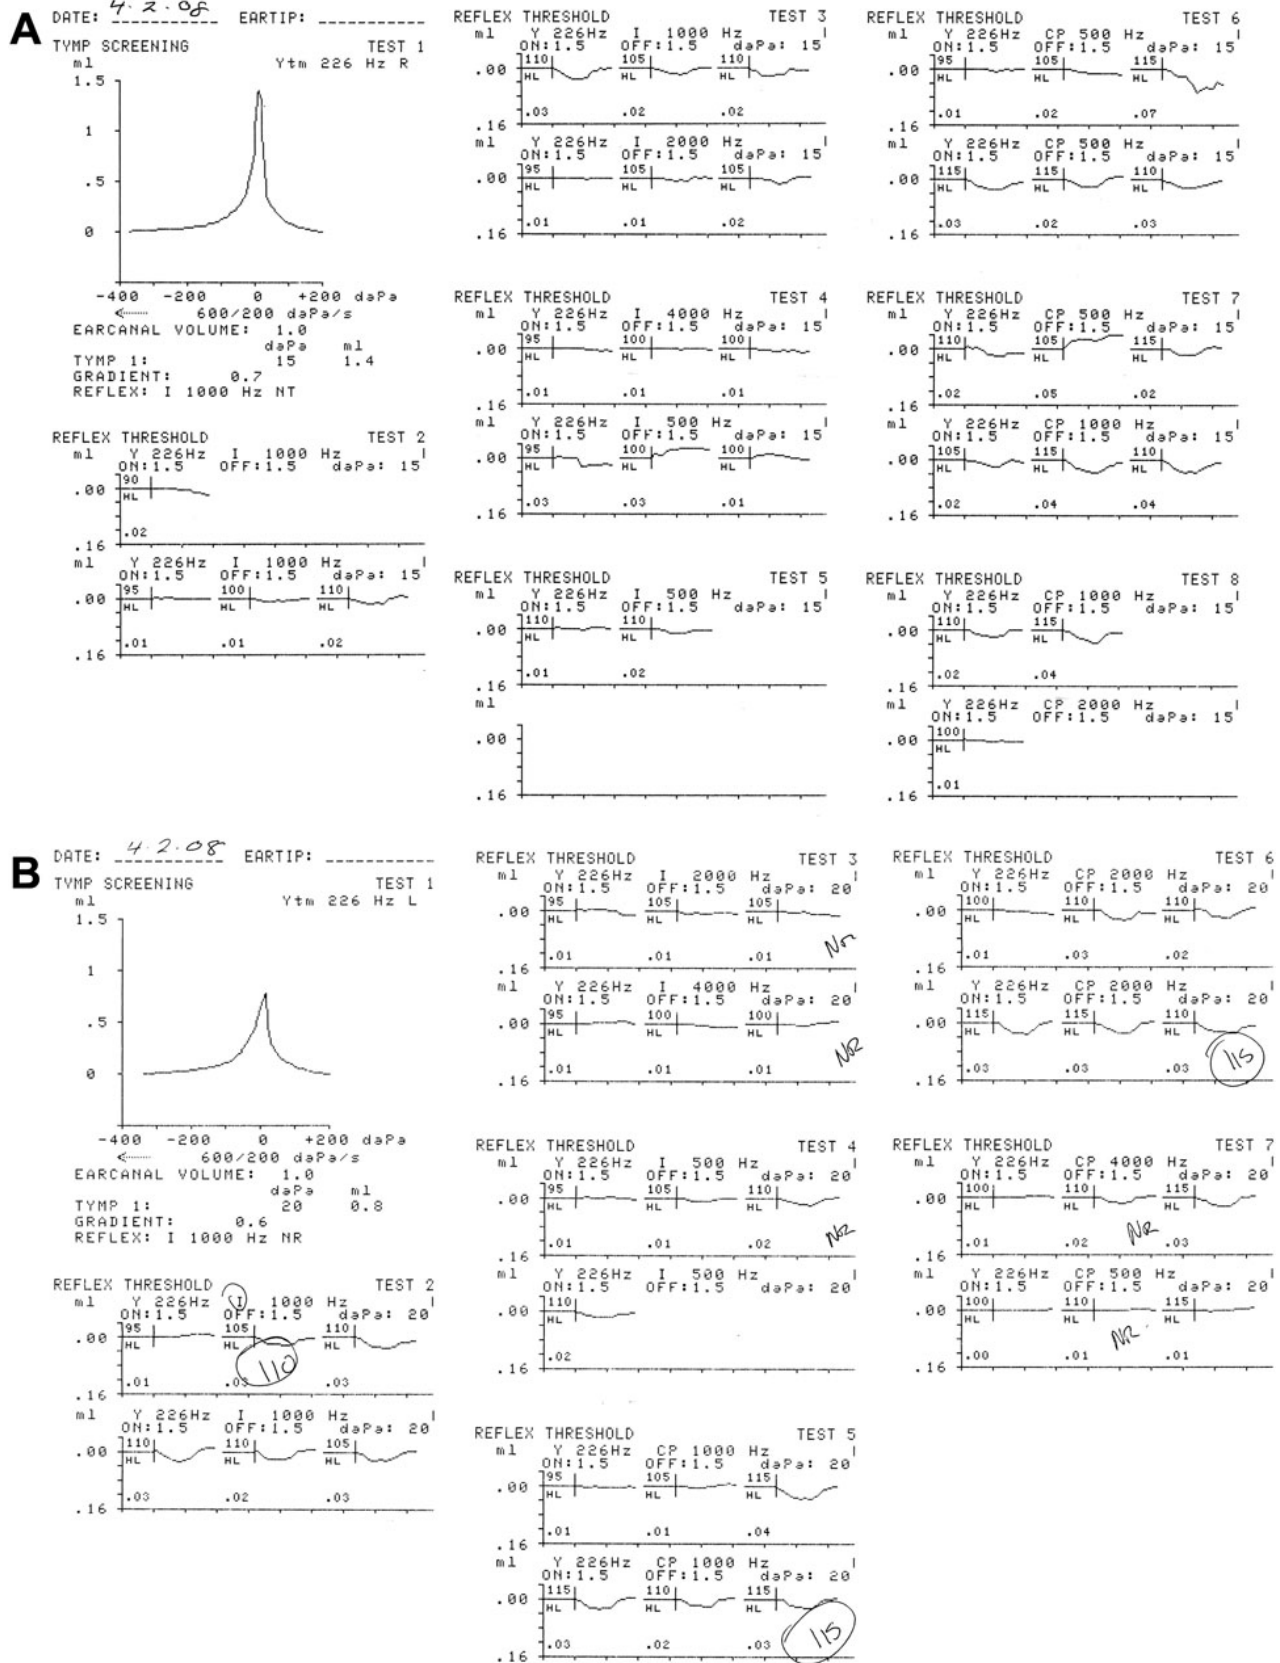 A
DATE: 4-2-08 EARTIP:
TYMP SCREENING TEST 1
ml Ytm 226 Hz R
1.5
1
.5
0
-400 -200 0 +200 daPa
<----- 600/200 daPa/s
EARCANAL VOLUME: 1.0
daPa ml
TYMP 1: 15 1.4
GRADIENT: 0.7
REFLEX: I 1000 Hz NT
REFLEX THRESHOLD TEST 2
ml Y 226Hz I 1000 Hz
ON:1.5 OFF:1.5 daPa: 15
90
.00 HL
.02
.16
ml Y 226Hz I 1000 Hz
ON:1.5 OFF:1.5 daPa: 15
95 100 110
.00 HL HL HL
.01 .01 .02
.16
REFLEX THRESHOLD TEST 3
ml Y 226Hz I 1000 Hz
ON:1.5 OFF:1.5 daPa: 15
110 105 110
.00 HL HL HL
.03 .02 .02
.16
ml Y 226Hz I 2000 Hz
ON:1.5 OFF:1.5 daPa: 15
95 105 105
.00 HL HL HL
.01 .01 .02
.16
REFLEX THRESHOLD TEST 4
ml Y 226Hz I 4000 Hz
ON:1.5 OFF:1.5 daPa: 15
95 100 100
.00 HL HL HL
.01 .01 .01
.16
ml Y 226Hz I 500 Hz
ON:1.5 OFF:1.5 daPa: 15
95 100 100
.00 HL HL HL
.03 .03 .01
.16
REFLEX THRESHOLD TEST 5
ml Y 226Hz I 500 Hz
ON:1.5 OFF:1.5 daPa: 15
110 110
.00 HL HL
.01 .02
.16
ml
.00
.16
REFLEX THRESHOLD TEST 6
ml Y 226Hz CP 500 Hz
ON:1.5 OFF:1.5 daPa: 15
95 105 115
.00 HL HL HL
.01 .02 .07
.16
ml Y 226Hz CP 500 Hz
ON:1.5 OFF:1.5 daPa: 15
115 115 110
.00 HL HL HL
.03 .02 .03
.16
REFLEX THRESHOLD TEST 7
ml Y 226Hz CP 500 Hz
ON:1.5 OFF:1.5 daPa: 15
110 105 115
.00 HL HL HL
.02 .05 .02
.16
ml Y 226Hz CP 1000 Hz
ON:1.5 OFF:1.5 daPa: 15
105 115 110
.00 HL HL HL
.02 .04 .04
.16
REFLEX THRESHOLD TEST 8
ml Y 226Hz CP 1000 Hz
ON:1.5 OFF:1.5 daPa: 15
110 115
.00 HL HL
.02 .04
.16
ml Y 226Hz CP 2000 Hz
ON:1.5 OFF:1.5 daPa: 15
100
.00 HL
.01
.16
B
DATE: 4.2.08 EARTIP:
TYMP SCREENING TEST 1
ml Ytm 226 Hz L
1.5
1
.5
0
-400 -200 0 +200 daPa
<----- 600/200 daPa/s
EARCANAL VOLUME: 1.0
daPa ml
TYMP 1: 20 0.8
GRADIENT: 0.6
REFLEX: I 1000 Hz NR
REFLEX THRESHOLD TEST 2
ml Y 226Hz I 1000 Hz
ON:1.5 OFF:1.5 daPa: 20
95 105 110
.00 HL HL HL
110
.01 .03
.16
ml Y 226Hz I 1000 Hz
ON:1.5 OFF:1.5 daPa: 20
110 110 105
.00 HL HL HL
.03 .02 .03
.16
REFLEX THRESHOLD TEST 3
ml Y 226Hz I 2000 Hz
ON:1.5 OFF:1.5 daPa: 20
95 105 105
.00 HL HL HL
.01 .01 .01
.16
ml Y 226Hz I 4000 Hz
ON:1.5 OFF:1.5 daPa: 20
95 100 100
.00 HL HL HL
.01 .01 .01
.16
REFLEX THRESHOLD TEST 4
ml Y 226Hz I 500 Hz
ON:1.5 OFF:1.5 daPa: 20
95 105 110
.00 HL HL HL
.01 .01 .02
.16
ml Y 226Hz I 500 Hz
ON:1.5 OFF:1.5 daPa: 20
110
.00 HL
.02
.16
REFLEX THRESHOLD TEST 5
ml Y 226Hz CP 1000 Hz
ON:1.5 OFF:1.5 daPa: 20
95 105 115
.00 HL HL HL
.01 .01 .04
.16
ml Y 226Hz CP 1000 Hz
ON:1.5 OFF:1.5 daPa: 20
115 110 115
.00 HL HL HL
.03 .02 .03 115
.16
REFLEX THRESHOLD TEST 6
ml Y 226Hz CP 2000 Hz
ON:1.5 OFF:1.5 daPa: 20
100 110 110
.00 HL HL HL
.01 .03 .02
.16
ml Y 226Hz CP 2000 Hz
ON:1.5 OFF:1.5 daPa: 20
115 115 110
.00 HL HL HL
.03 .03 .03 115
.16
REFLEX THRESHOLD TEST 7
ml Y 226Hz CP 4000 Hz
ON:1.5 OFF:1.5 daPa: 20
100 110 115
.00 HL HL HL
.01 .02 NR .03
.16
ml Y 226Hz CP 500 Hz
ON:1.5 OFF:1.5 daPa: 20
100 110 115
.00 HL HL HL
NR
.00 .01 .01
.16